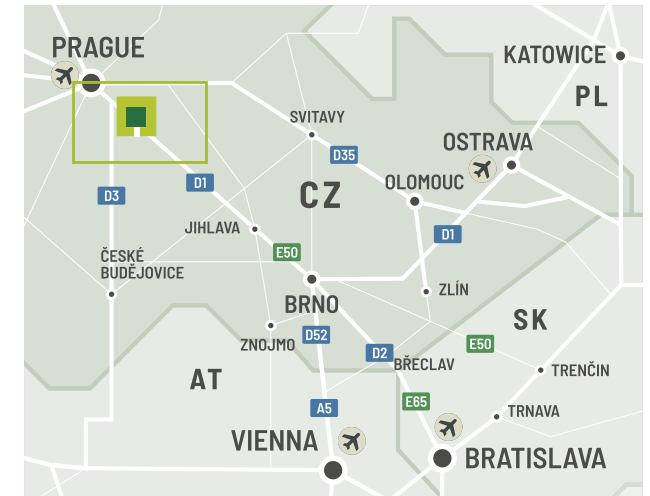 PRAGUE
KATOWICE
PL
SVITAVY
OSTRAVA
D35
CZ
OLOMOUC
D1
D3
JIHLAVA
D1
E50
ČESKÉ
BUDĚJOVICE
ZLÍN
BRNO
SK
ZNOJMO
D52
E50
D2
BŘECLAV
TRENČIN
AT
A5
E65
TRNAVA
VIENNA
BRATISLAVA